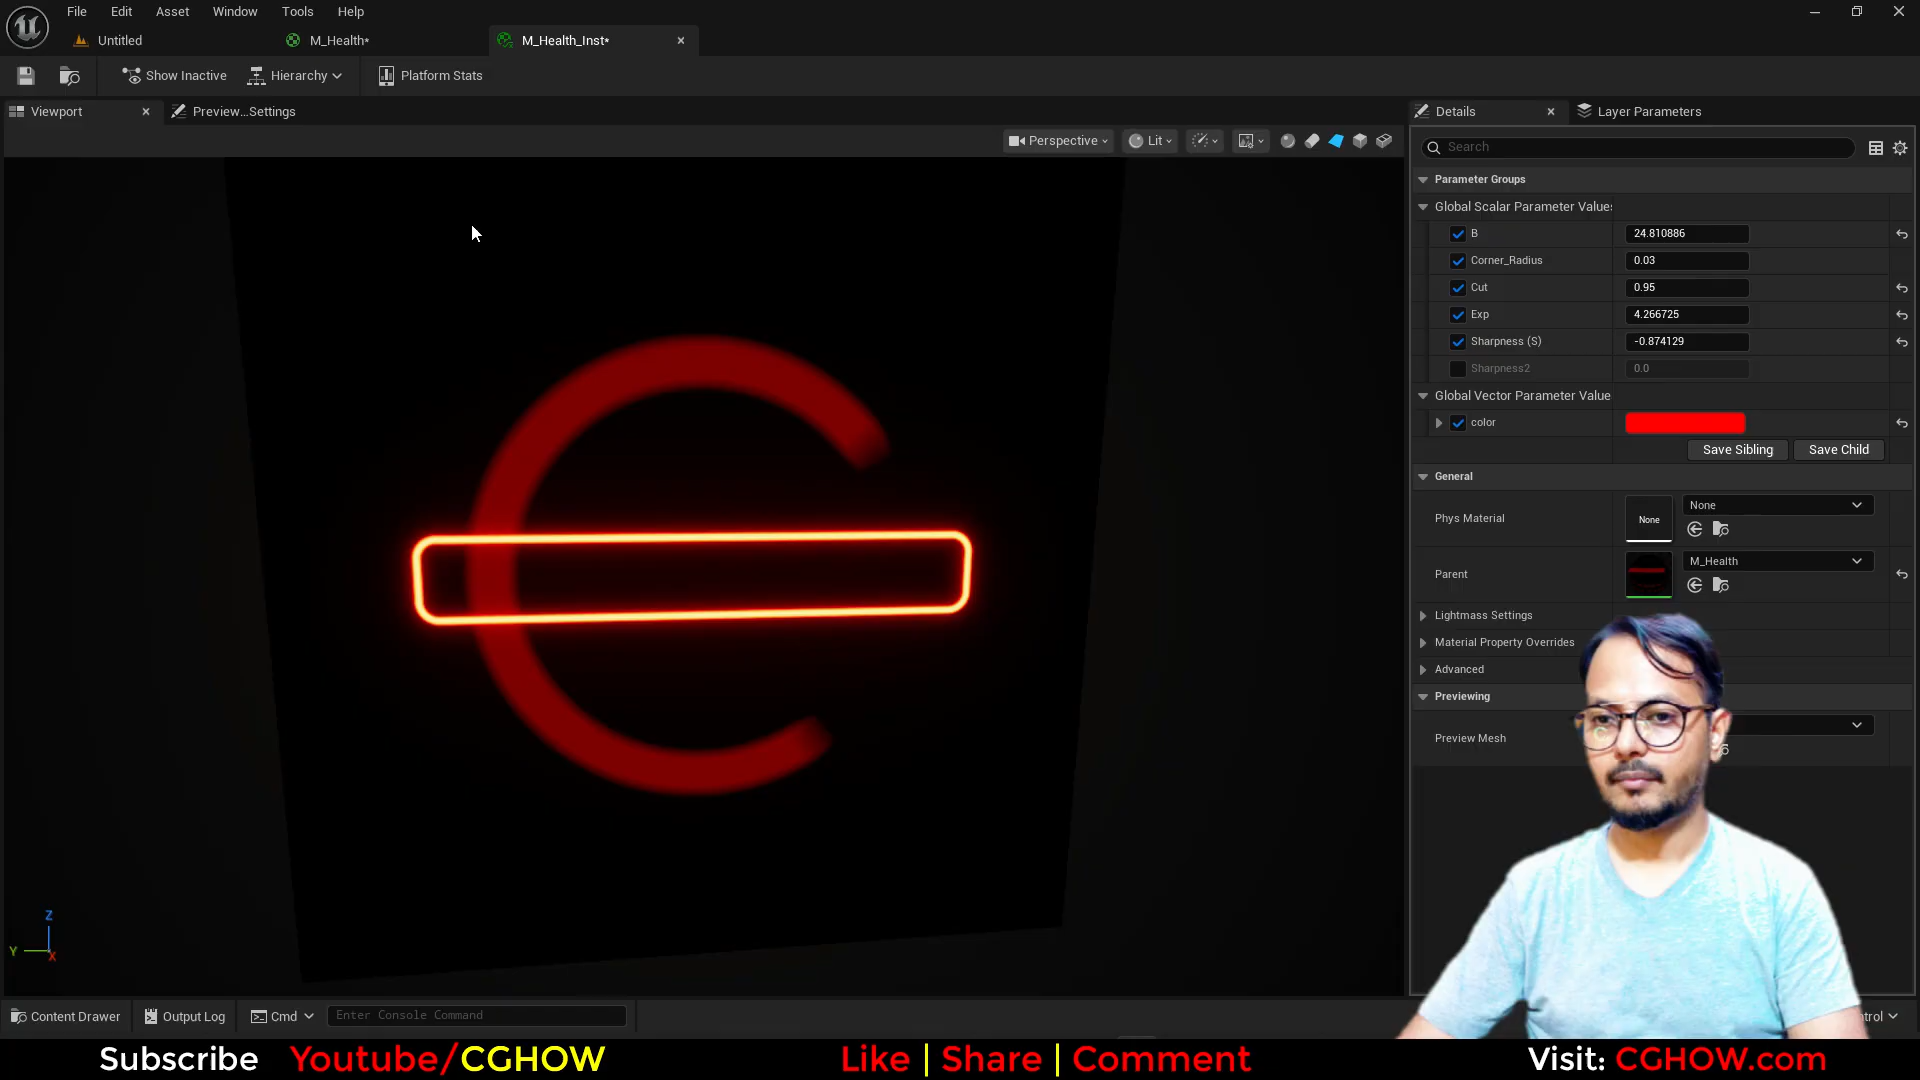 File Edit Asset Window Tools Help
Untitled M_Health* M_Health_Inst*
Show Inactive Hierarchy Platform Stats
Viewport Preview...Settings Details Layer Parameters
Perspective Lit
Search
Parameter Groups
Global Scalar Parameter Values
B 24.810886
Corner_Radius 0.03
Cut 0.95
Exp 4.266725
Sharpness (S) -0.874129
Sharpness2 0.0
Global Vector Parameter Value
color
Save Sibling Save Child
General
Phys Material None None
Parent M_Health
Lightmass Settings
Material Property Overrides
Advanced
Previewing
Preview Mesh
Z
Y X
Content Drawer Output Log Cmd Enter Console Command
Subscribe Youtube/CGHOW Like | Share | Comment Visit: CGHOW.com